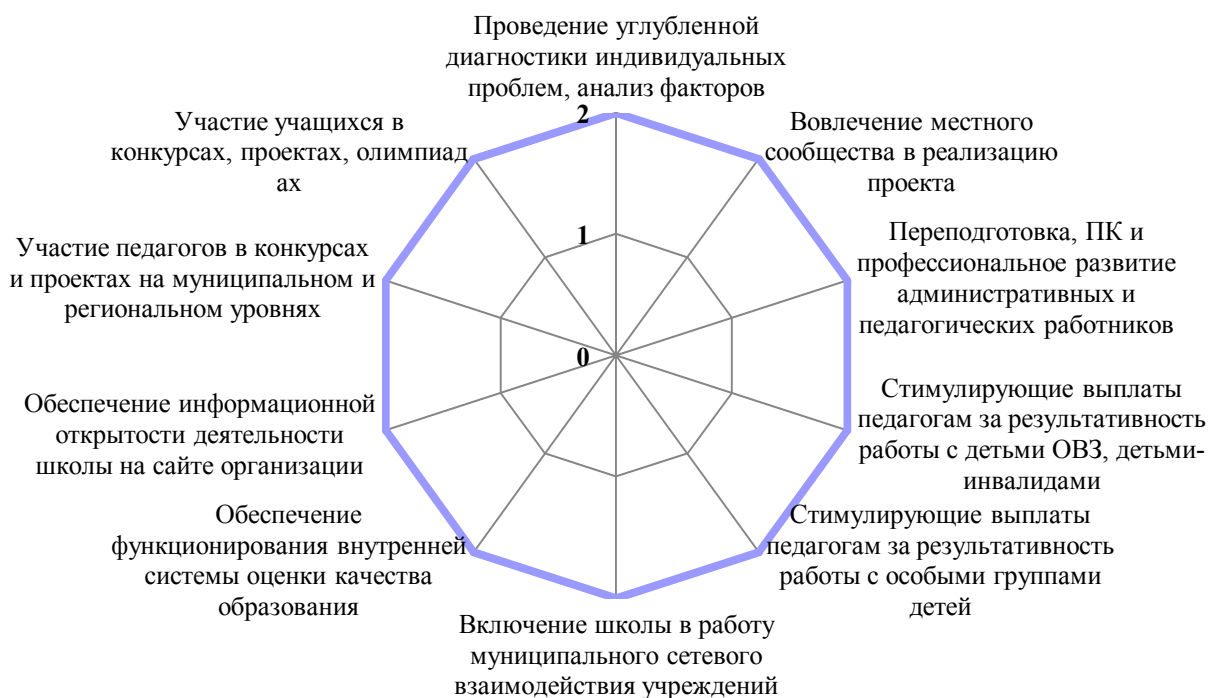 Проведение углубленной
диагностики индивидуальных
проблем, анализ факторов
Вовлечение местного
сообщества в реализацию
проекта
Переподготовка, ПК и
профессиональное развитие
административных и
педагогических работников
Стимулирующие выплаты
педагогам за результативность
работы с детьми ОВЗ, детьми-
инвалидами
Стимулирующие выплаты
педагогам за результативность
работы с особыми группами
детей
Включение школы в работу
муниципального сетевого
взаимодействия учреждений
Обеспечение
функционирования внутренней
системы оценки качества
образования
Обеспечение информационной
открытости деятельности
школы на сайте организации
Участие педагогов в конкурсах
и проектах на муниципальном и
региональном уровнях
Участие учащихся в
конкурсах, проектах, олимпиад
ах
2
1
0